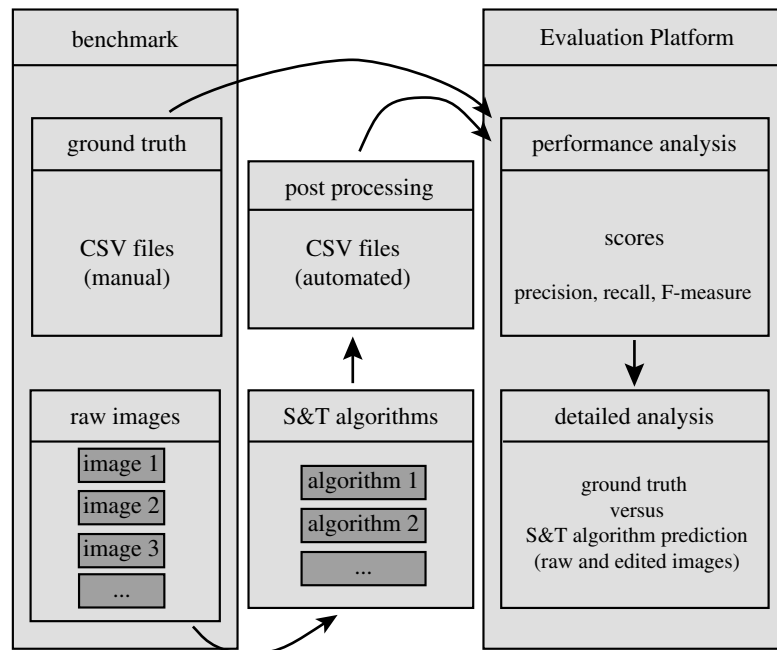 benchmark
ground truth
CSV files
(manual)
raw images
image 1
image 2
image 3
...
post processing
CSV files
(automated)
S&T algorithms
algorithm 1
algorithm 2
...
Evaluation Platform
performance analysis
scores
precision, recall, F-measure
detailed analysis
ground truth
versus
S&T algorithm prediction
(raw and edited images)